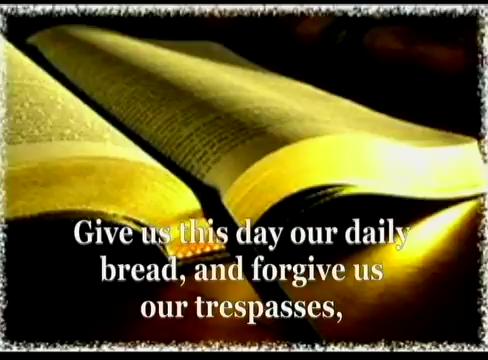 Give us this day our daily
bread, and forgive us
our trespasses,